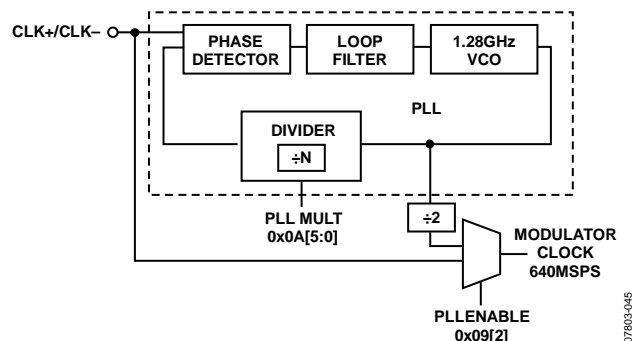 CLK+/CLK–
PHASE
DETECTOR
LOOP
FILTER
1.28GHz
VCO
PLL
DIVIDER
÷N
PLL MULT
0x0A[5:0]
÷2
MODULATOR
CLOCK
640MSPS
PLLENABLE
0x09[2]
07803-045